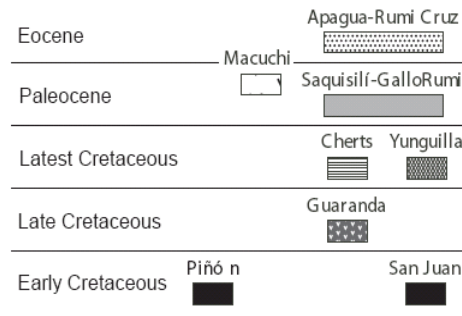 Apagua-Rumi Cruz
Eocene
Macuchi
Saquisilí-GalloRumi
Paleocene
Cherts Yunguilla
Latest Cretaceous
Guaranda
Late Cretaceous
Piñó n San Juan
Early Cretaceous